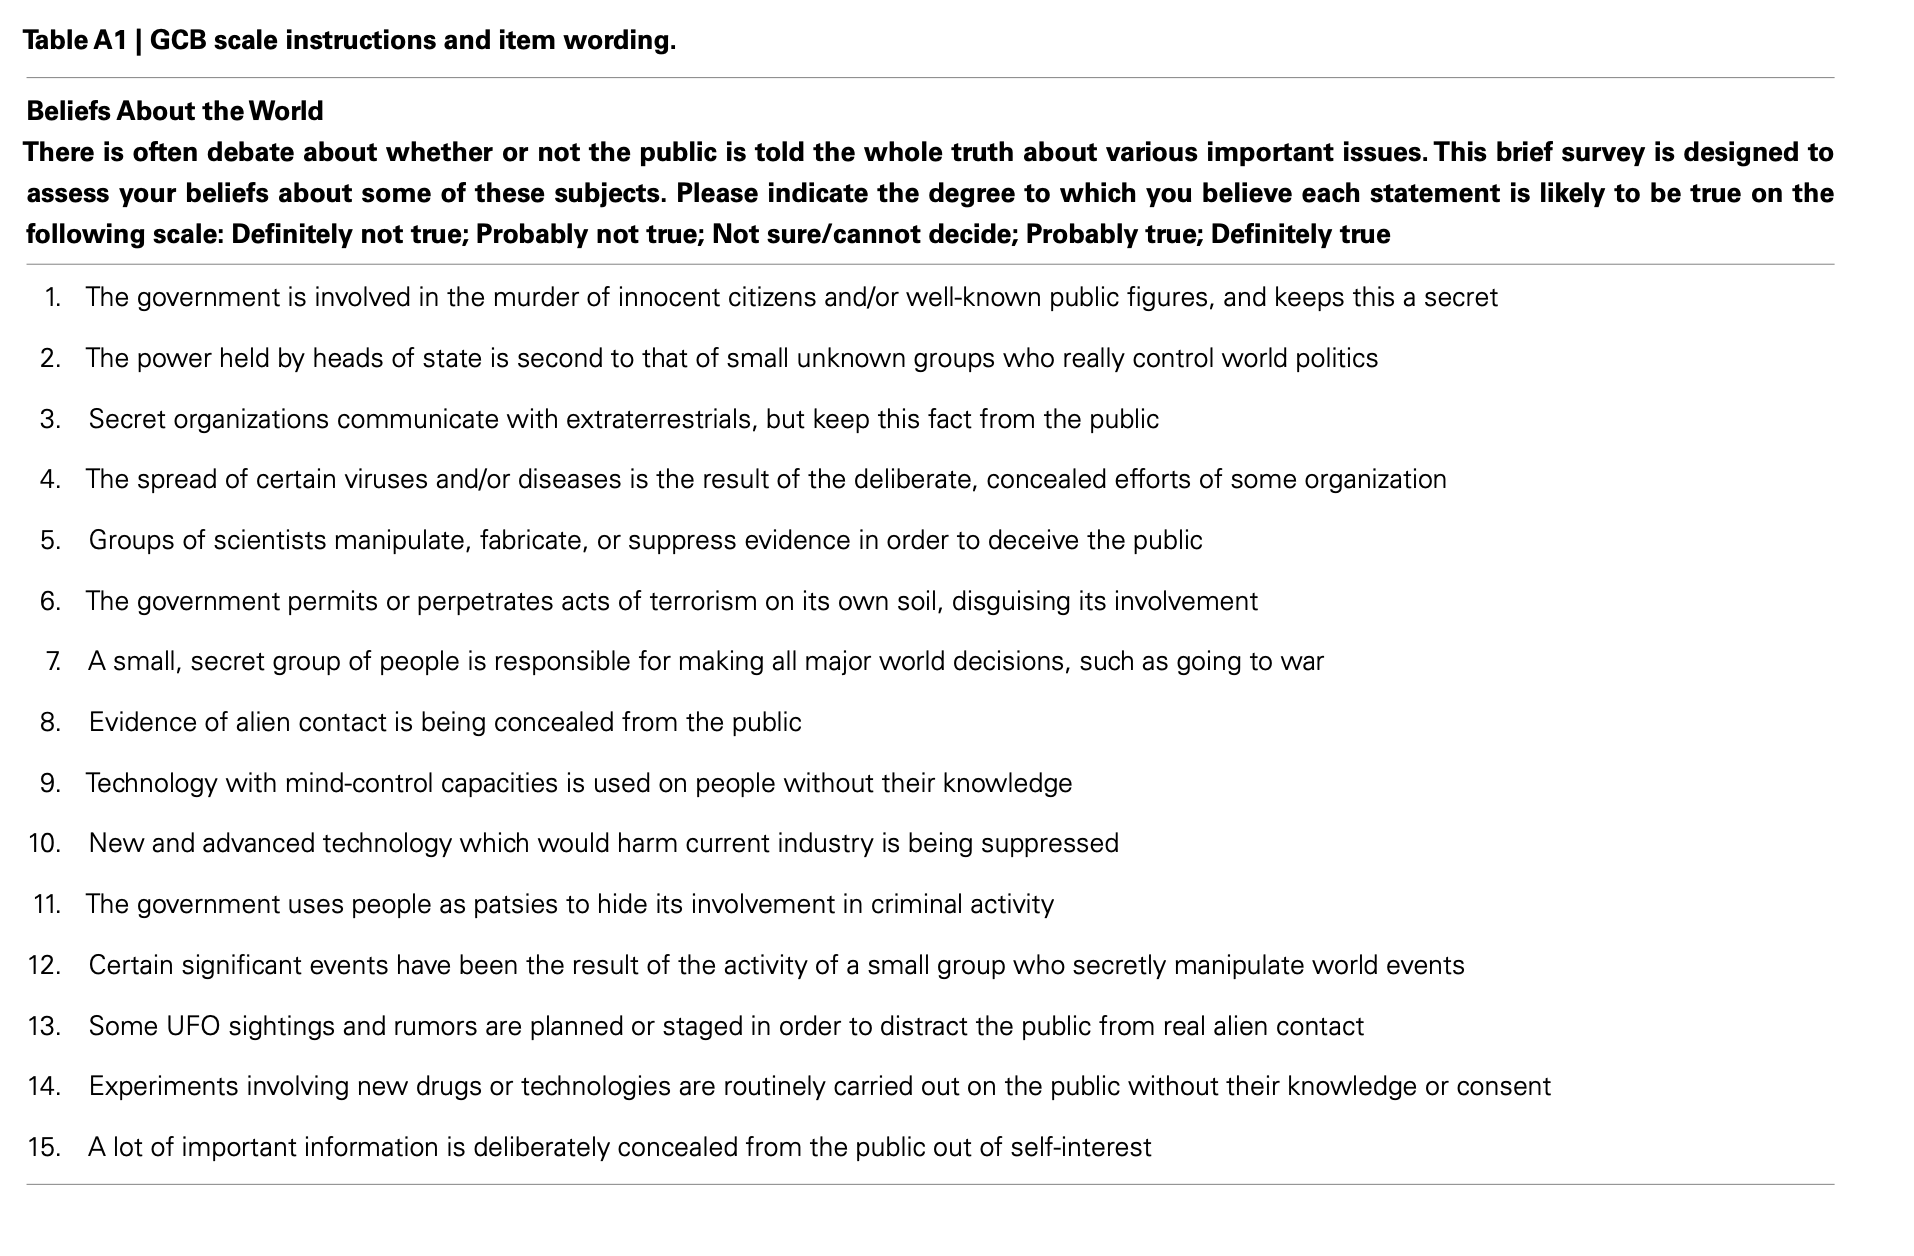 Table A1 | GCB scale instructions and item wording.
Beliefs About the World
There is often debate about whether or not the public is told the whole truth about various important issues. This brief survey is designed to
assess your beliefs about some of these subjects. Please indicate the degree to which you believe each statement is likely to be true on the
following scale: Definitely not true; Probably not true; Not sure/cannot decide; Probably true; Definitely true
1. The government is involved in the murder of innocent citizens and/or well-known public figures, and keeps this a secret
2. The power held by heads of state is second to that of small unknown groups who really control world politics
3. Secret organizations communicate with extraterrestrials, but keep this fact from the public
4. The spread of certain viruses and/or diseases is the result of the deliberate, concealed efforts of some organization
5. Groups of scientists manipulate, fabricate, or suppress evidence in order to deceive the public
6. The government permits or perpetrates acts of terrorism on its own soil, disguising its involvement
7. A small, secret group of people is responsible for making all major world decisions, such as going to war
8. Evidence of alien contact is being concealed from the public
9. Technology with mind-control capacities is used on people without their knowledge
10. New and advanced technology which would harm current industry is being suppressed
11. The government uses people as patsies to hide its involvement in criminal activity
12. Certain significant events have been the result of the activity of a small group who secretly manipulate world events
13. Some UFO sightings and rumors are planned or staged in order to distract the public from real alien contact
14. Experiments involving new drugs or technologies are routinely carried out on the public without their knowledge or consent
15. A lot of important information is deliberately concealed from the public out of self-interest